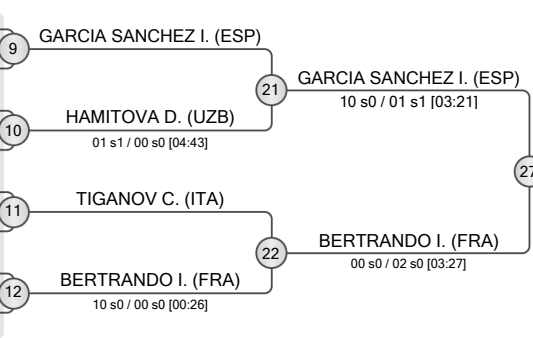 9
GARCIA SANCHEZ I. (ESP)
21
GARCIA SANCHEZ I. (ESP)
10 s0 / 01 s1 [03:21]
10
HAMITOVA D. (UZB)
01 s1 / 00 s0 [04:43]
27
11
TIGANOV C. (ITA)
22
BERTRANDO I. (FRA)
00 s0 / 02 s0 [03:27]
12
BERTRANDO I. (FRA)
10 s0 / 00 s0 [00:26]